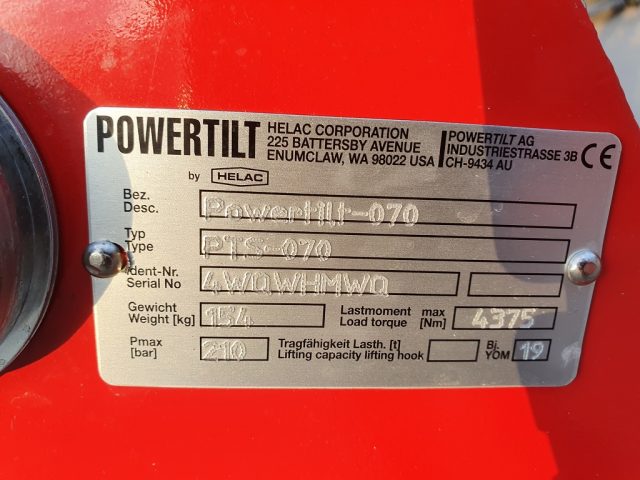 POWERTILT
HELAC CORPORATION
225 BATTERSBY AVENUE
ENUMCLAW, WA 98022 USA
POWERTILT AG
INDUSTRIESTRASSE 3B
CH-9434 AU
CE
by HELAC
Bez.
Desc. Powertilt-070
Typ
Type PTS-070
Ident-Nr.
Serial No 4WQWHMWQ
Gewicht
Weight [kg] 154
Lastmoment max
Load torque [Nm] 4375
Pmax
[bar] 210
Tragfähigkeit Lasth. [t]
Lifting capacity lifting hook
Bj.
YOM 19